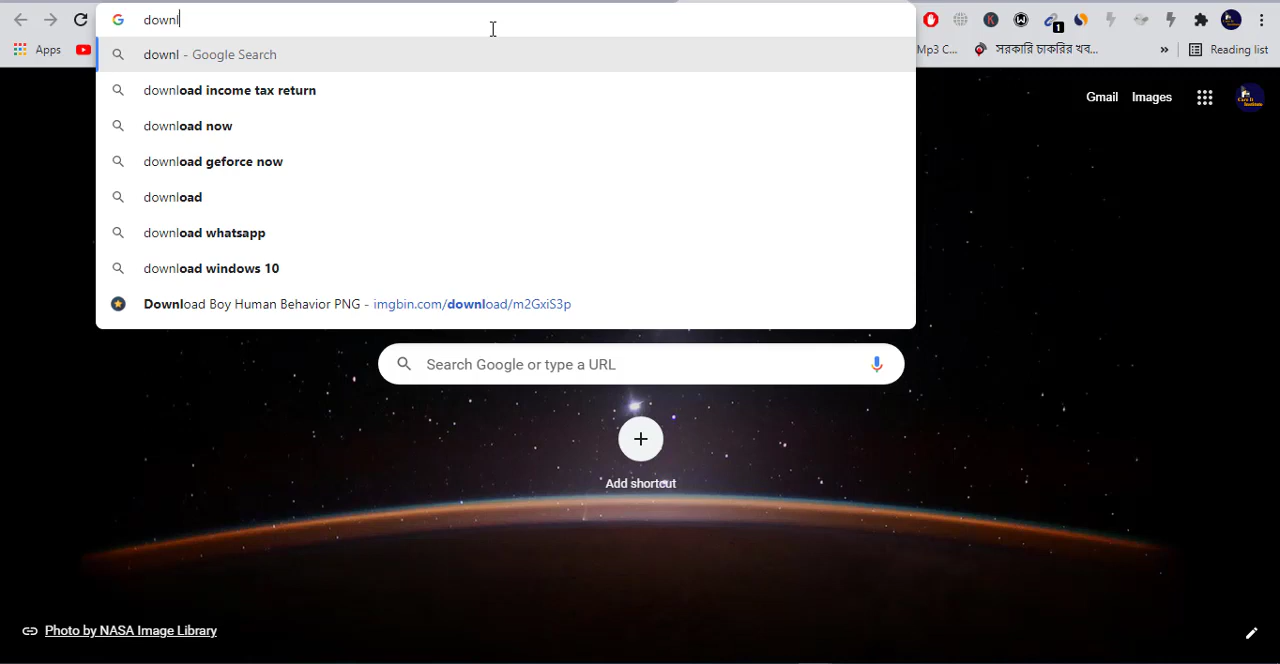 downl
1
Apps
Mp3 C...
সরকারি চাকরির খব...
»
Reading list
downl - Google Search
download income tax return
download now
download geforce now
download
download whatsapp
download windows 10
Download Boy Human Behavior PNG - imgbin.com/download/m2GxiS3p
Gmail
Images
Search Google or type a URL
Add shortcut
Photo by NASA Image Library